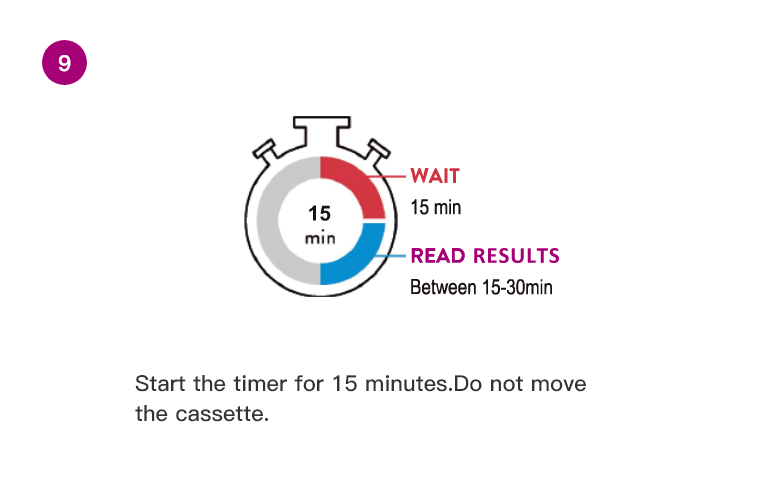 9
WAIT
15 min
15
min
READ RESULTS
Between 15-30min
Start the timer for 15 minutes.Do not move
the cassette.